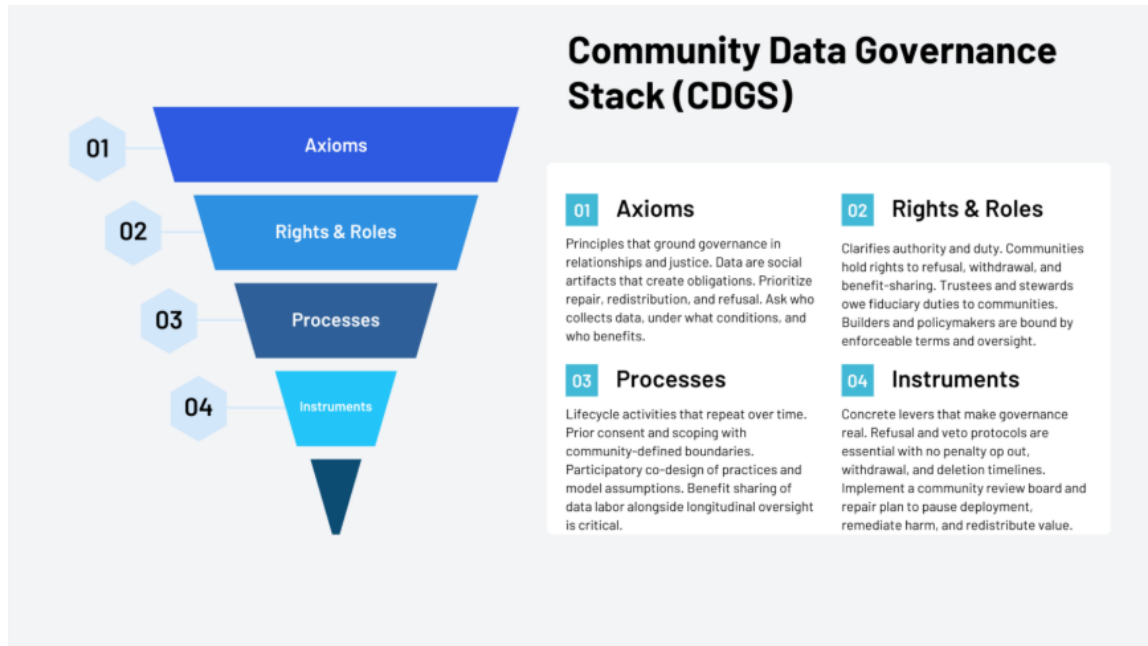 Community Data Governance
Stack (CDGS)
01
Axioms
02
Rights & Roles
03
Processes
04
Instruments
01
Axioms
Principles that ground governance in
relationships and justice. Data are social
artifacts that create obligations. Prioritize
repair, redistribution, and refusal. Ask who
collects data, under what conditions, and
who benefits.
02
Rights & Roles
Clarifies authority and duty. Communities
hold rights to refusal, withdrawal, and
benefit-sharing. Trustees and stewards
owe fiduciary duties to communities.
Builders and policymakers are bound by
enforceable terms and oversight.
03
Processes
Lifecycle activities that repeat over time.
Prior consent and scoping with
community-defined boundaries.
Participatory co-design of practices and
model assumptions. Benefit sharing of
data labor alongside longitudinal oversight
is critical.
04
Instruments
Concrete levers that make governance
real. Refusal and veto protocols are
essential with no penalty op out,
withdrawal, and deletion timelines.
Implement a community review board and
repair plan to pause deployment,
remediate harm, and redistribute value.